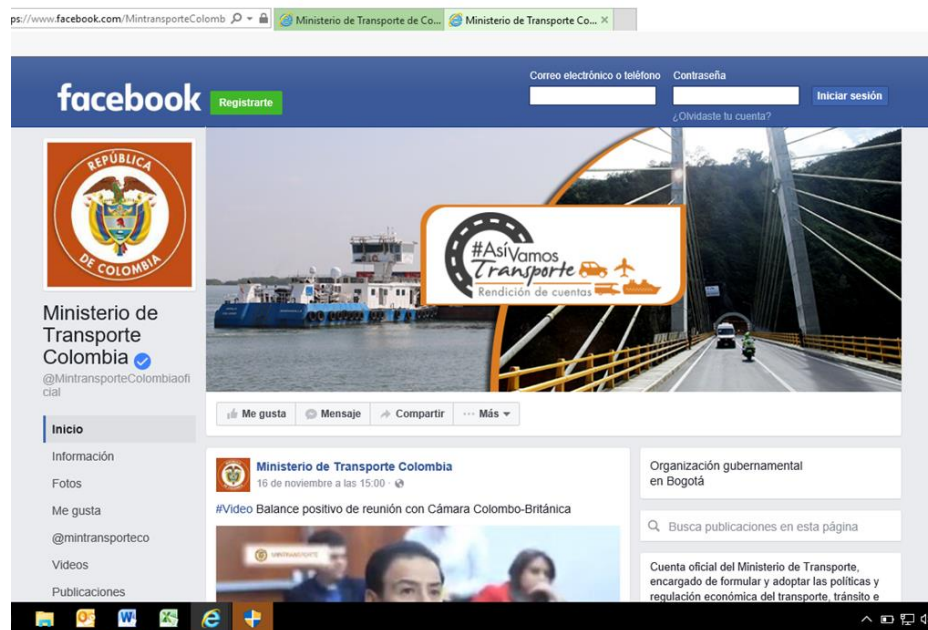 ps://www.facebook.com/MintransporteColomb
Ministerio de Transporte de Co...
Ministerio de Transporte Co...
facebook
Registrarte
Correo electrónico o teléfono
Contraseña
Iniciar sesión
¿Olvidaste tu cuenta?
REPÚBLICA
DE COLOMBIA
#AsíVamos
Transporte
Rendición de cuentas
Ministerio de
Transporte
Colombia
@MintransporteColombiaofi
cial
Me gusta
Mensaje
Compartir
Más
Inicio
Información
Fotos
Me gusta
@mintransporteco
Videos
Publicaciones
Ministerio de Transporte Colombia
16 de noviembre a las 15:00 ·
#Video Balance positivo de reunión con Cámara Colombo-Británica
MINTRANSPORTE
Organización gubernamental
en Bogotá
Busca publicaciones en esta página
Cuenta oficial del Ministerio de Transporte,
encargado de formular y adoptar las políticas y
regulación económica del transporte, tránsito e